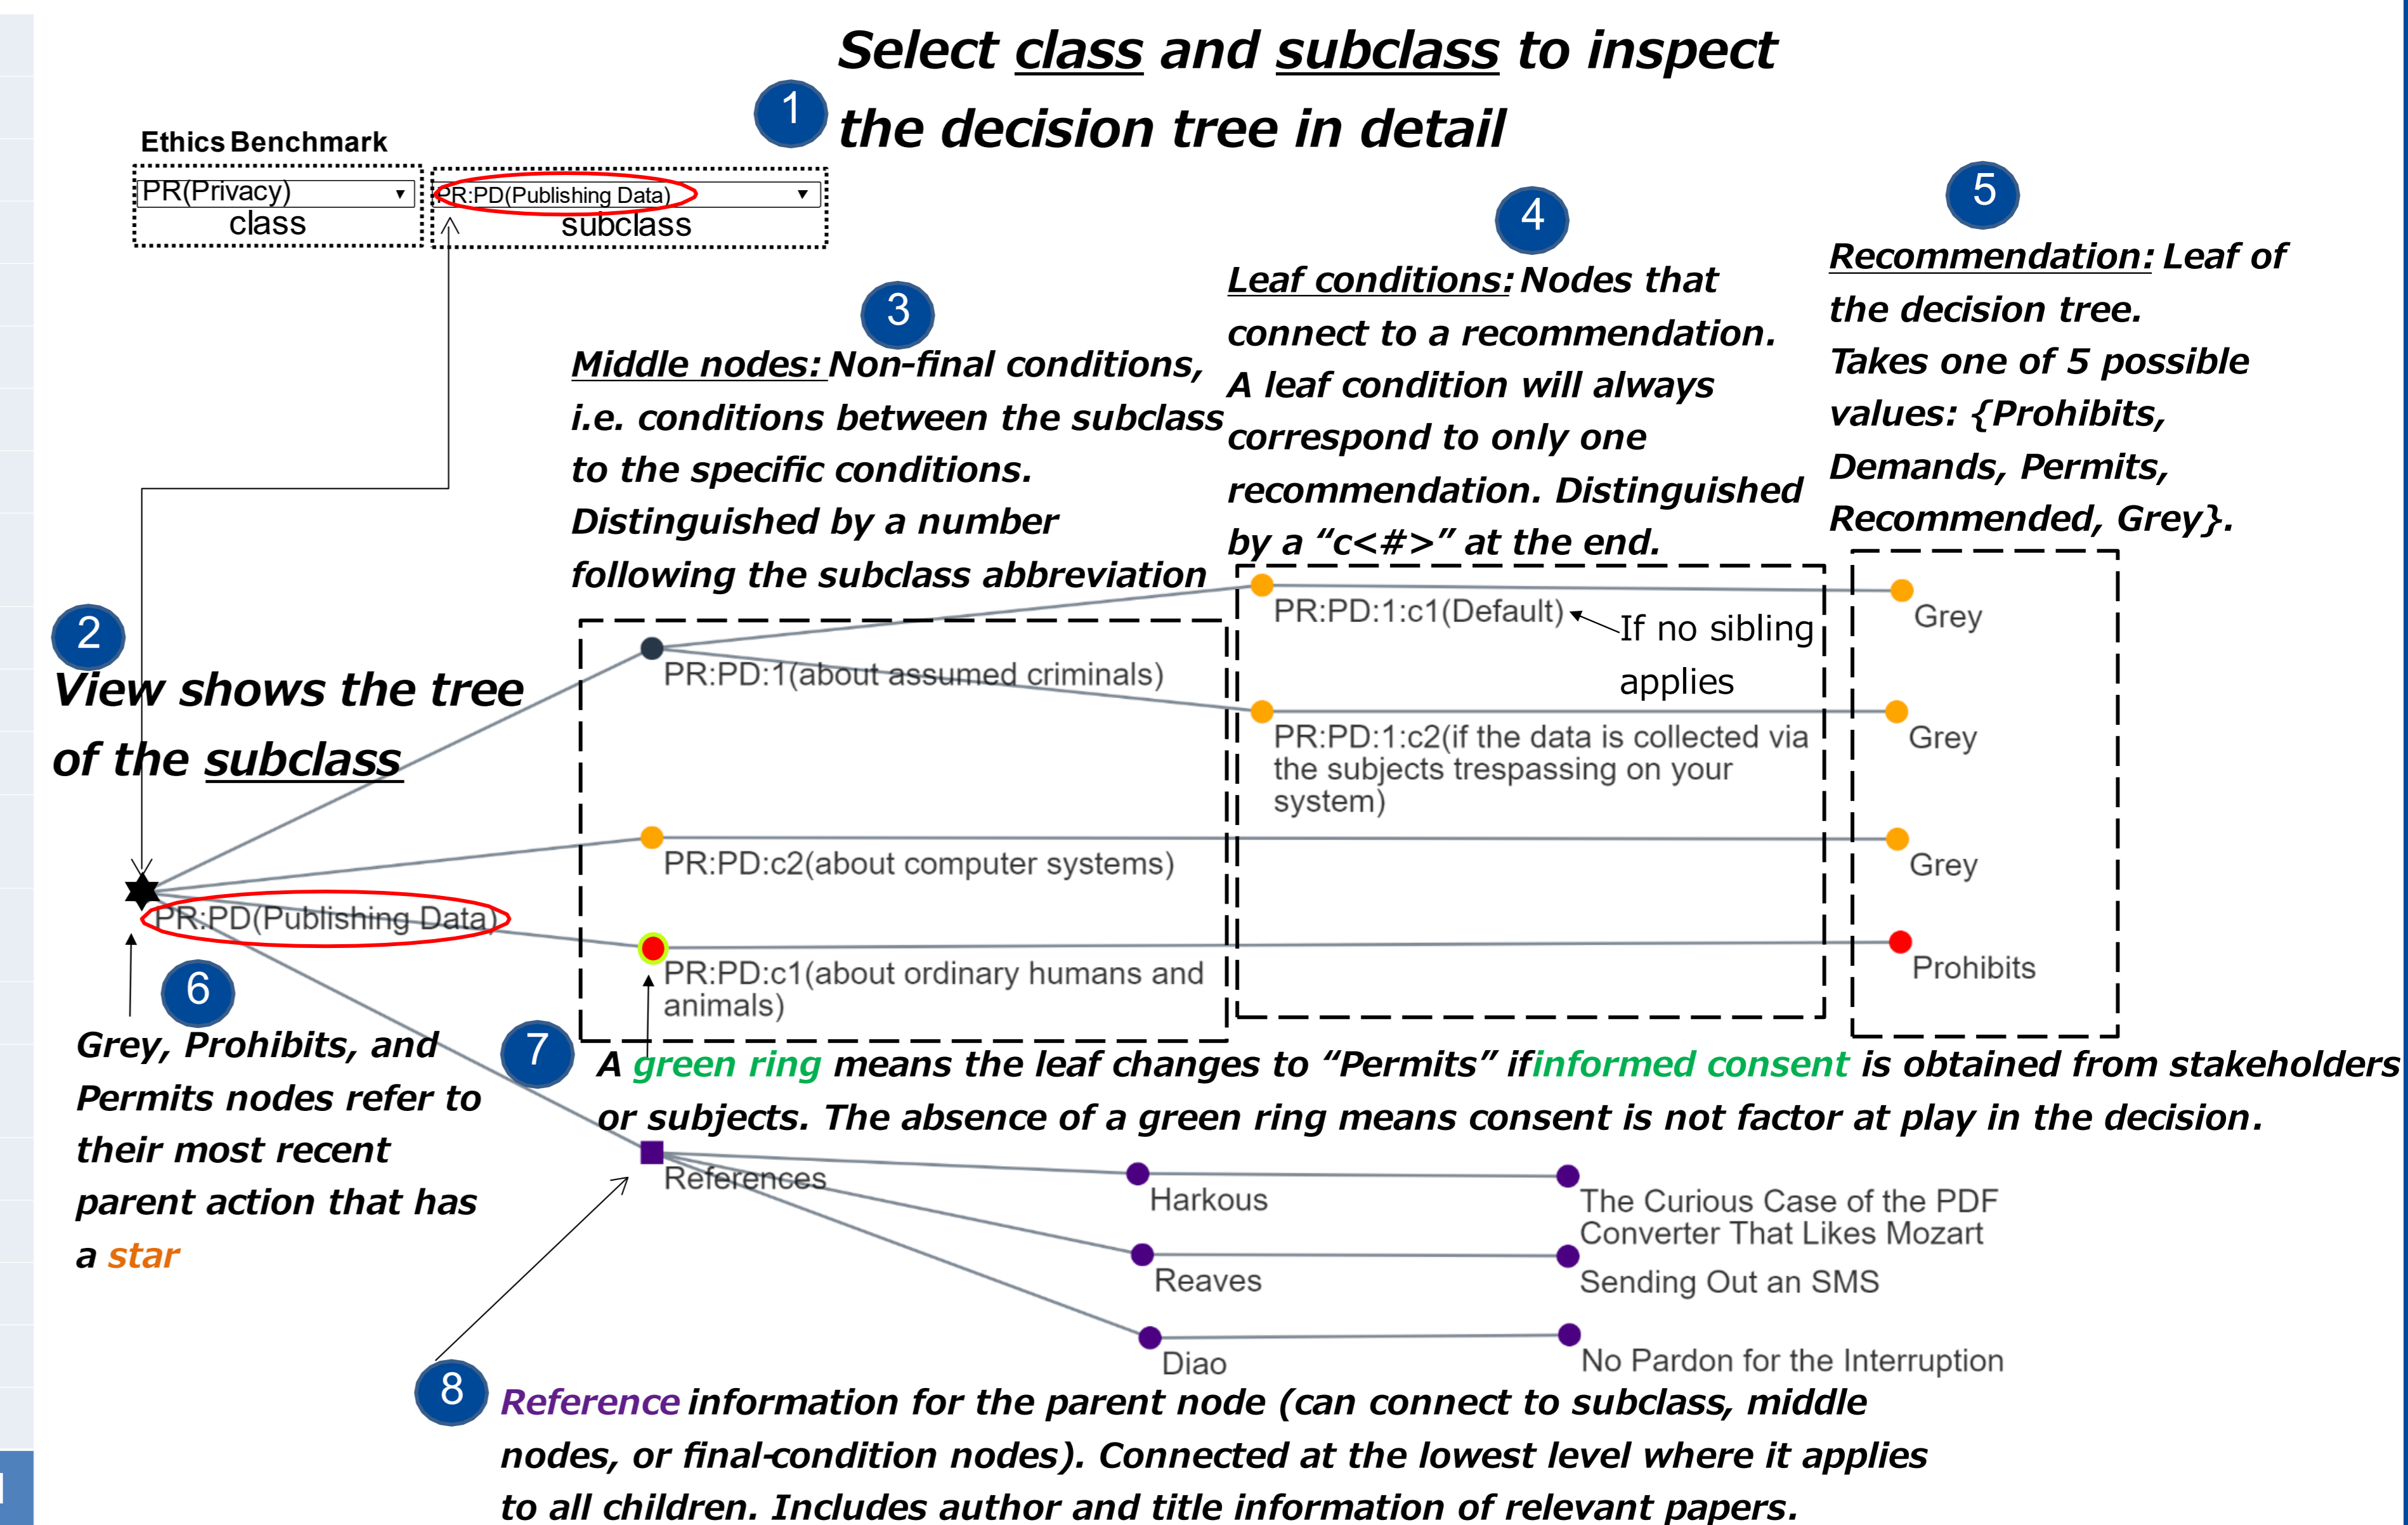 Select class and subclass to inspect
1
the decision tree in detail
Ethics Benchmark
PR(Privacy)
class
PR:PD(Publishing Data)
subclass
2
View shows the tree
of the subclass
3
Middle nodes: Non-final conditions,
i.e. conditions between the subclass
to the specific conditions.
Distinguished by a number
following the subclass abbreviation
4
Leaf conditions: Nodes that
connect to a recommendation.
A leaf condition will always
correspond to only one
recommendation. Distinguished
by a “c<#>” at the end.
5
Recommendation: Leaf of
the decision tree.
Takes one of 5 possible
values: {Prohibits,
Demands, Permits,
Recommended, Grey}.
PR:PD:1(about assumed criminals)
PR:PD:1:c1(Default)
If no sibling
applies
Grey
PR:PD:1:c2(if the data is collected via
the subjects trespassing on your
system)
Grey
PR:PD:c2(about computer systems)
Grey
PR:PD(Publishing Data)
PR:PD:c1(about ordinary humans and
animals)
Prohibits
6
Grey, Prohibits, and
Permits nodes refer to
their most recent
parent action that has
a star
7
A green ring means the leaf changes to “Permits” ifinformed consent is obtained from stakeholders
or subjects. The absence of a green ring means consent is not factor at play in the decision.
References
Harkous
The Curious Case of the PDF
Converter That Likes Mozart
Reaves
Sending Out an SMS
Diao
No Pardon for the Interruption
8
Reference information for the parent node (can connect to subclass, middle
nodes, or final-condition nodes). Connected at the lowest level where it applies
to all children. Includes author and title information of relevant papers.